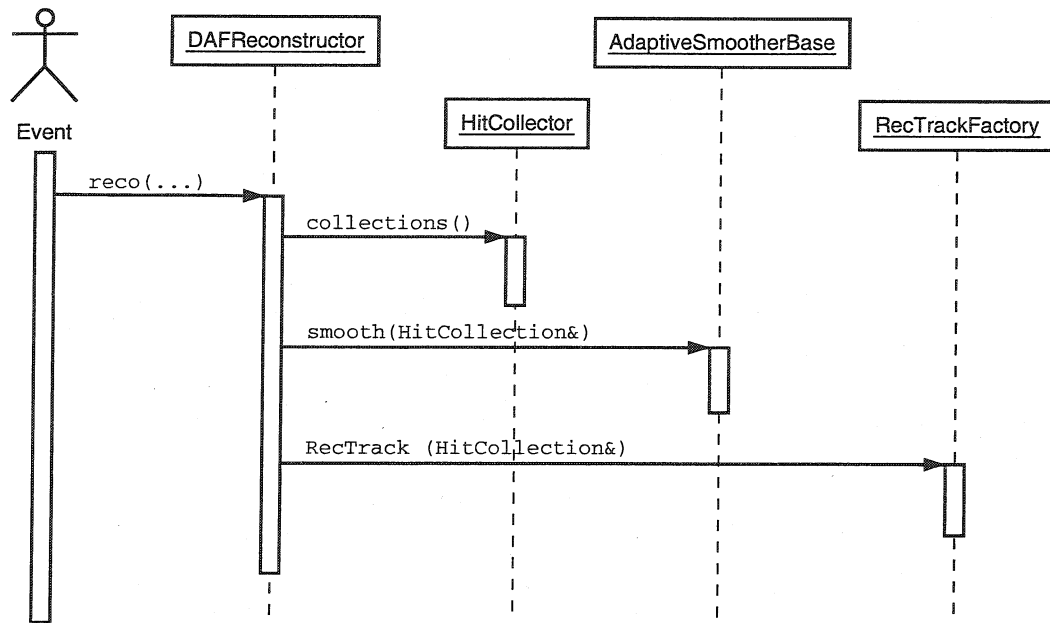 DAFReconstructor
AdaptiveSmootherBase
HitCollector
RecTrackFactory
Event
reco(...)
collections()
smooth(HitCollection&)
RecTrack (HitCollection&)